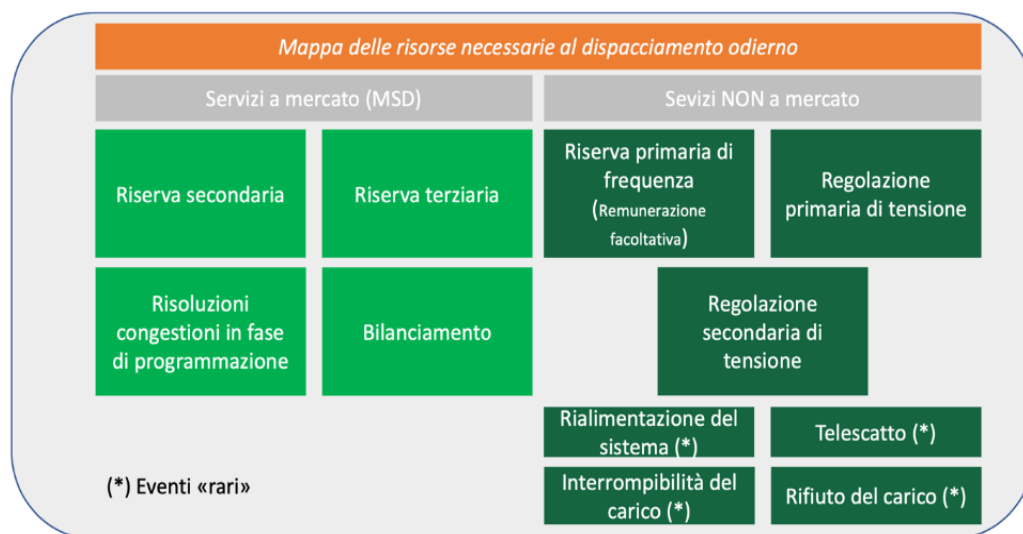 Mappa delle risorse necessarie al dispacciamento odierno
Servizi a mercato (MSD)
Sevizi NON a mercato
Riserva secondaria
Riserva terziaria
Riserva primaria di
frequenza
(Remunerazione
facoltativa)
Regolazione
primaria di tensione
Risoluzioni
congestioni in fase
di programmazione
Bilanciamento
Regolazione
secondaria di
tensione
Rialimentazione del
sistema (*)
Telescatto (*)
(*) Eventi «rari»
Interrompibilità del
carico (*)
Rifiuto del carico (*)